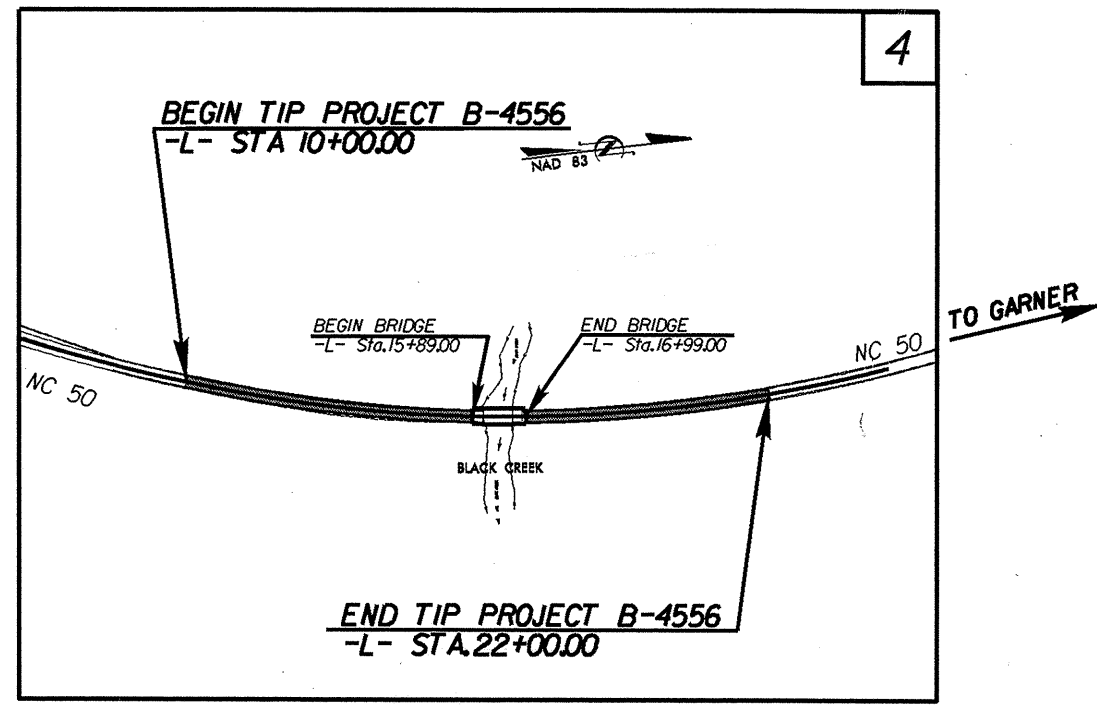 4
BEGIN TIP PROJECT B-4556
-L- STA 10+00.00
NAD 83
TO GARNER
BEGIN BRIDGE
-L- Sta.15+89.00
END BRIDGE
-L- Sta.16+99.00
NC 50
NC 50
BLACK CREEK
END TIP PROJECT B-4556
-L- STA.22+00.00